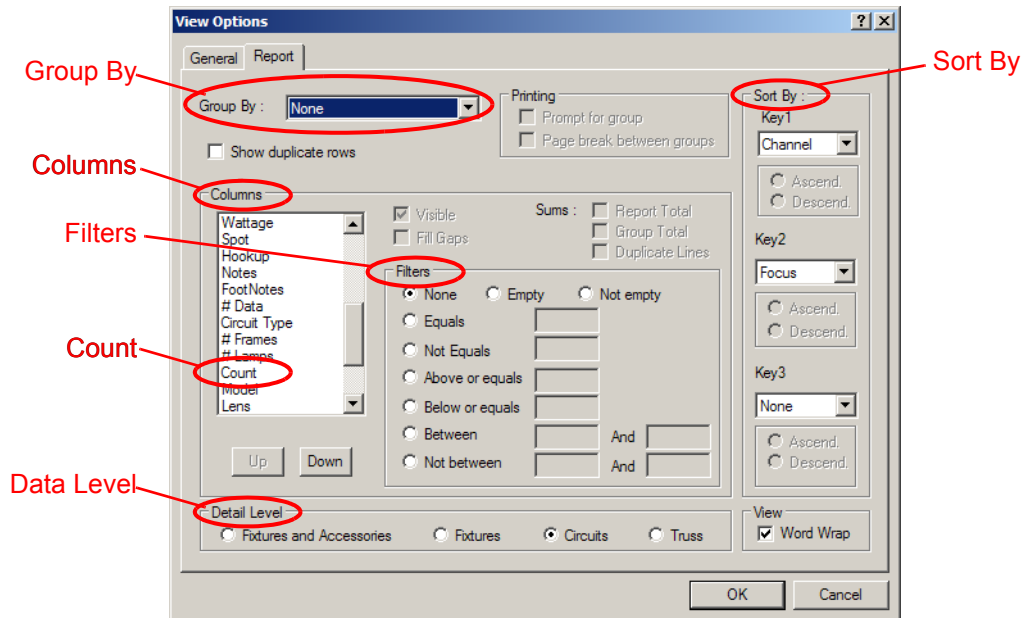 View Options
General Report
Group By
Sort By
Group By : None
Printing
Prompt for group
Page break between groups
Show duplicate rows
Sort By :
Key1
Channel
Ascend.
Descend.
Columns
Columns
Wattage
Spot
Hookup
Notes
FootNotes
# Data
Circuit Type
# Frames
# Lamps
Count
Model
Lens
Visible
Fill Gaps
Sums : Report Total
Group Total
Duplicate Lines
Filters
Filters
None Empty Not empty
Equals
Not Equals
Above or equals
Below or equals
Between And
Not between And
Key2
Focus
Ascend.
Descend.
Count
Key3
None
Ascend.
Descend.
Up Down
Data Level
Detail Level
Fixtures and Accessories Fixtures Circuits Truss
View
Word Wrap
OK Cancel